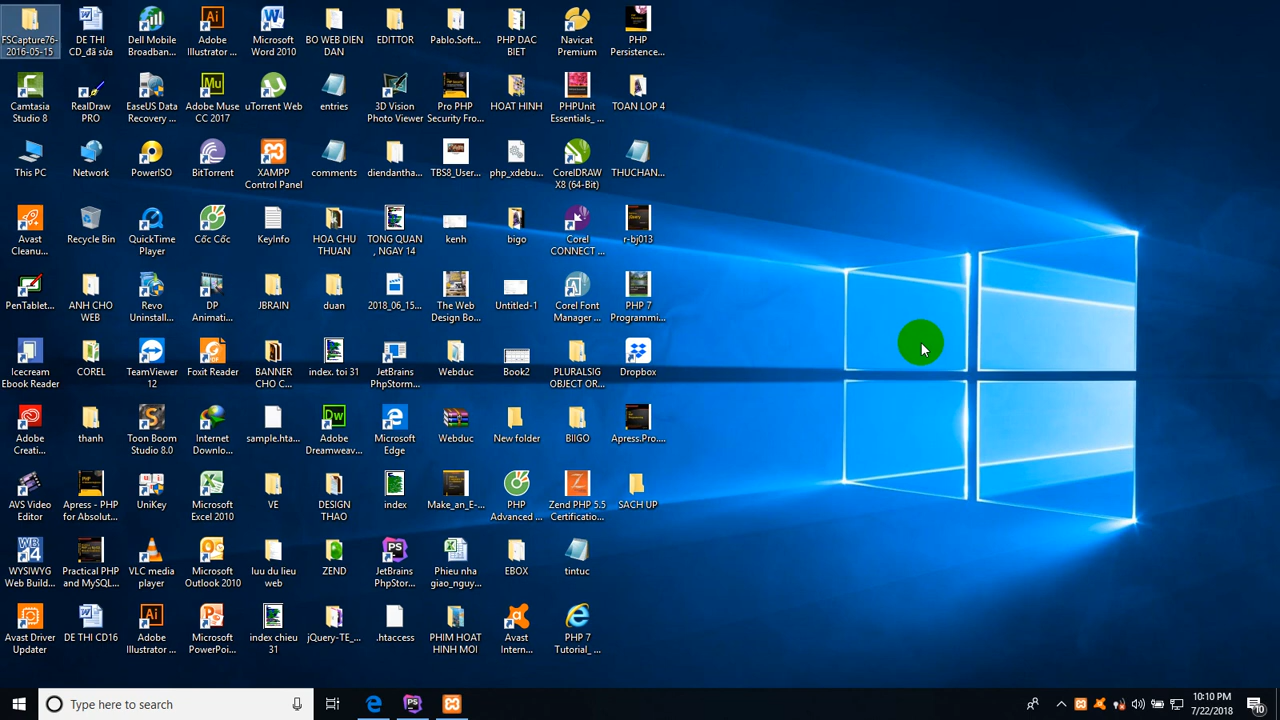 FSCapture76-
2016-05-15
DE THI
CD_đã sửa
Dell Mobile
Broadban...
Adobe
Illustrator ...
Microsoft
Word 2010
BO WEB DIEN
DAN
EDITTOR
Pablo.Soft...
PHP DAC
BIET
Navicat
Premium
PHP
Persistence...
Camtasia
Studio 8
RealDraw
PRO
EaseUS Data
Recovery ...
Adobe Muse
CC 2017
uTorrent Web
entries
3D Vision
Photo Viewer
Pro PHP
Security Fro...
HOAT HINH
PHPUnit
Essentials_ ...
TOAN LOP 4
This PC
Network
PowerISO
BitTorrent
XAMPP
Control Panel
comments
diendantha...
TBS8_User...
php_xdebu...
CorelDRAW
X8 (64-Bit)
THUCHAN...
Avast
Cleanu...
Recycle Bin
QuickTime
Player
Cốc Cốc
KeyInfo
HOA CHU
THUAN
TONG QUAN
, NGAY 14
kenh
bigo
Corel
CONNECT ...
r-bj013
PenTablet...
ANH CHO
WEB
Revo
Uninstall...
DP
Animati...
JBRAIN
duan
2018_06_15...
The Web
Design Bo...
Untitled-1
Corel Font
Manager ...
PHP 7
Programmi...
Icecream
Ebook Reader
COREL
TeamViewer
12
Foxit Reader
BANNER
CHO C...
index. toi 31
JetBrains
PhpStorm...
Webduc
Book2
PLURALSIG
OBJECT OR...
Dropbox
Adobe
Creati...
thanh
Toon Boom
Studio 8.0
Internet
Downlo...
sample.hta...
Adobe
Dreamweav...
Microsoft
Edge
Webduc
New folder
BIIGO
Apress.Pro....
AVS Video
Editor
Apress - PHP
for Absolut...
UniKey
Microsoft
Excel 2010
VE
DESIGN
THAO
index
Make_an_E-...
PHP
Advanced ...
Zend PHP 5.5
Certificatio...
SACH UP
WYSIWYG
Web Build...
Practical PHP
and MySQL...
VLC media
player
Microsoft
Outlook 2010
luu du lieu
web
ZEND
JetBrains
PhpStor...
Phieu nha
giao_nguy...
EBOX
tintuc
Avast Driver
Updater
DE THI CD16
Adobe
Illustrator ...
Microsoft
PowerPoi...
index chieu
31
jQuery-TE_...
.htaccess
PHIM HOAT
HINH MOI
Avast
Intern...
PHP 7
Tutorial_ ...
Type here to search
10:10 PM
7/22/2018
10